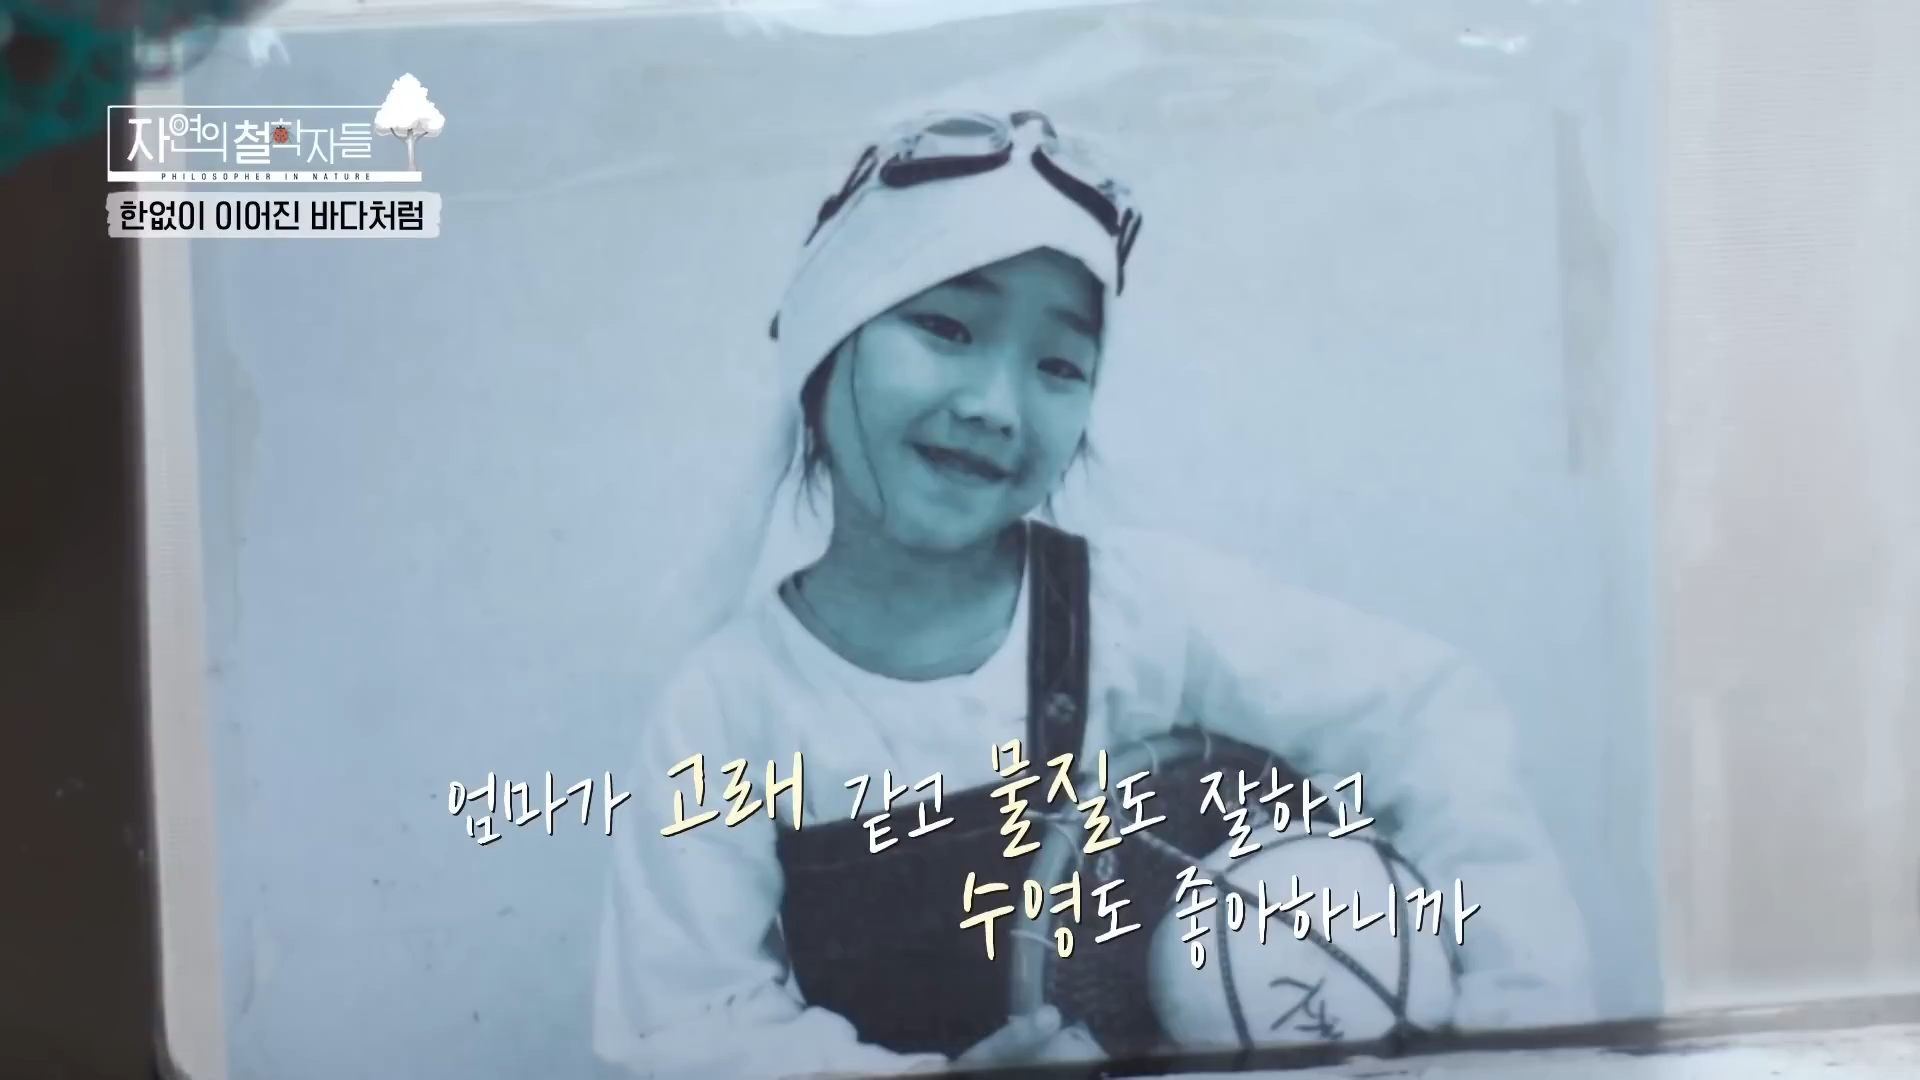 자연의 철학자들
PHILOSOPHER IN NATURE
한없이 이어진 바다처럼
엄마가 고래 같고 물질도 잘하고
수영도 좋아하니까